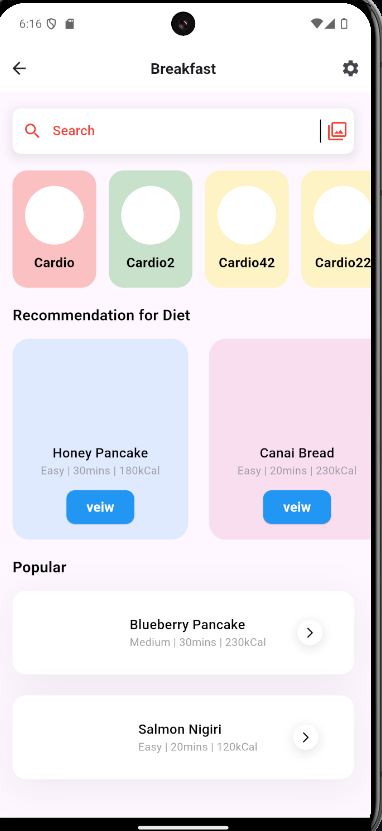 6:16
Breakfast
Search
Cardio
Cardio2
Cardio42
Cardio22
Recommendation for Diet
Honey Pancake
Easy | 30mins | 180kCal
veiw
Canai Bread
Easy | 20mins | 230kCal
veiw
Popular
Blueberry Pancake
Medium | 30mins | 230kCal
Salmon Nigiri
Easy | 20mins | 120kCal